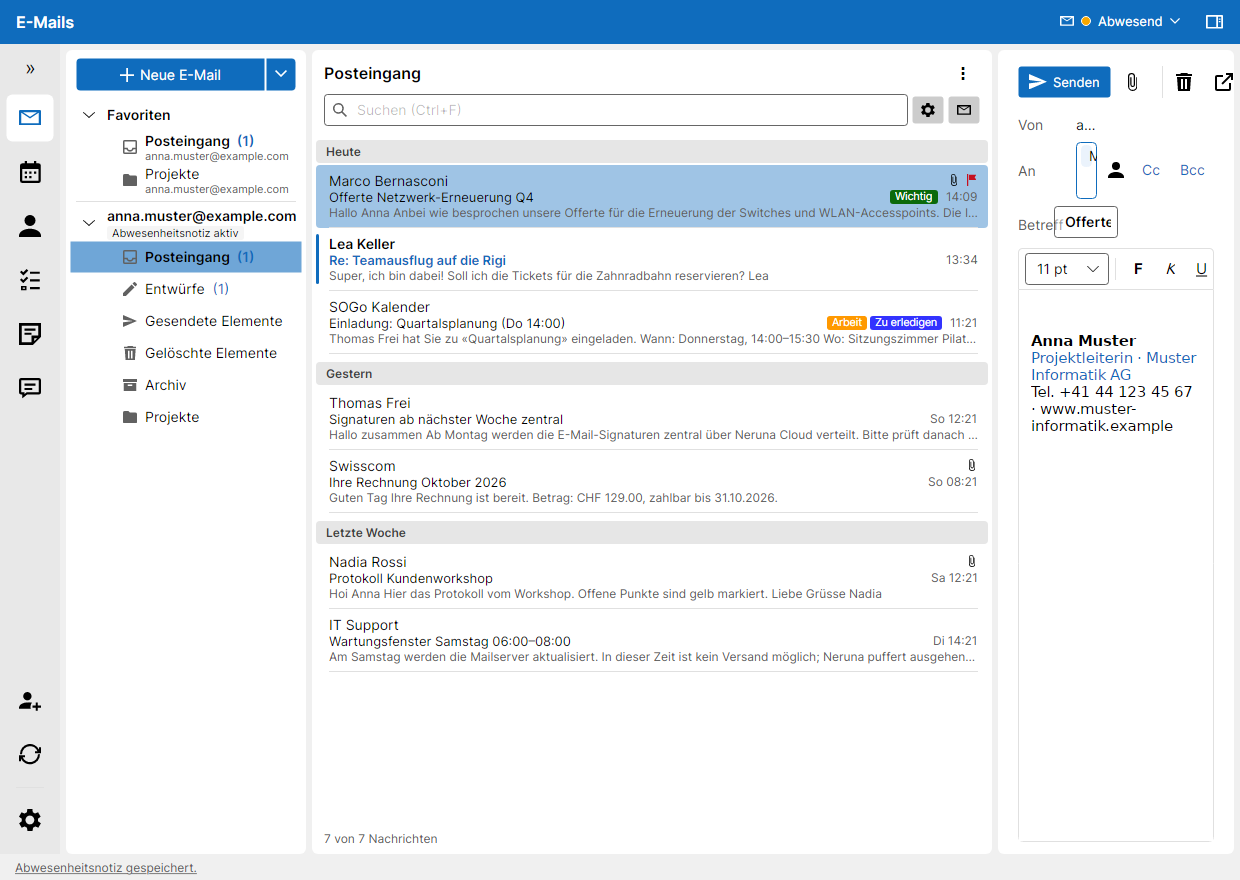 E-Mails
Abwesend
»
Neue E-Mail
Favoriten
Posteingang (1)
anna.muster@example.com
Projekte
anna.muster@example.com
anna.muster@example.com
Abwesenheitsnotiz aktiv
Posteingang (1)
Entwürfe (1)
Gesendete Elemente
Gelöschte Elemente
Archiv
Projekte
Posteingang
Suchen (Ctrl+F)
Heute
Marco Bernasconi
Offerte Netzwerk-Erneuerung Q4 Wichtig 14:09
Hallo Anna Anbei wie besprochen unsere Offerte für die Erneuerung der Switches und WLAN-Accesspoints. Die I...
Lea Keller
Re: Teamausflug auf die Rigi 13:34
Super, ich bin dabei! Soll ich die Tickets für die Zahnradbahn reservieren? Lea
SOGo Kalender
Einladung: Quartalsplanung (Do 14:00) Arbeit Zu erledigen 11:21
Thomas Frei hat Sie zu «Quartalsplanung» eingeladen. Wann: Donnerstag, 14:00–15:30 Wo: Sitzungszimmer Pilat...
Gestern
Thomas Frei
Signaturen ab nächster Woche zentral So 12:21
Hallo zusammen Ab Montag werden die E-Mail-Signaturen zentral über Neruna Cloud verteilt. Bitte prüft danach ...
Swisscom
Ihre Rechnung Oktober 2026 So 08:21
Guten Tag Ihre Rechnung ist bereit. Betrag: CHF 129.00, zahlbar bis 31.10.2026.
Letzte Woche
Nadia Rossi
Protokoll Kundenworkshop Sa 12:21
Hoi Anna Hier das Protokoll vom Workshop. Offene Punkte sind gelb markiert. Liebe Grüsse Nadia
IT Support
Wartungsfenster Samstag 06:00–08:00 Di 14:21
Am Samstag werden die Mailserver aktualisiert. In dieser Zeit ist kein Versand möglich; Neruna puffert ausgehen...
7 von 7 Nachrichten
Senden
Von a...
An Cc Bcc
Betreff Offerte
11 pt F K U
Anna Muster
Projektleiterin · Muster
Informatik AG
Tel. +41 44 123 45 67
· www.muster-
informatik.example
Abwesenheitsnotiz gespeichert.